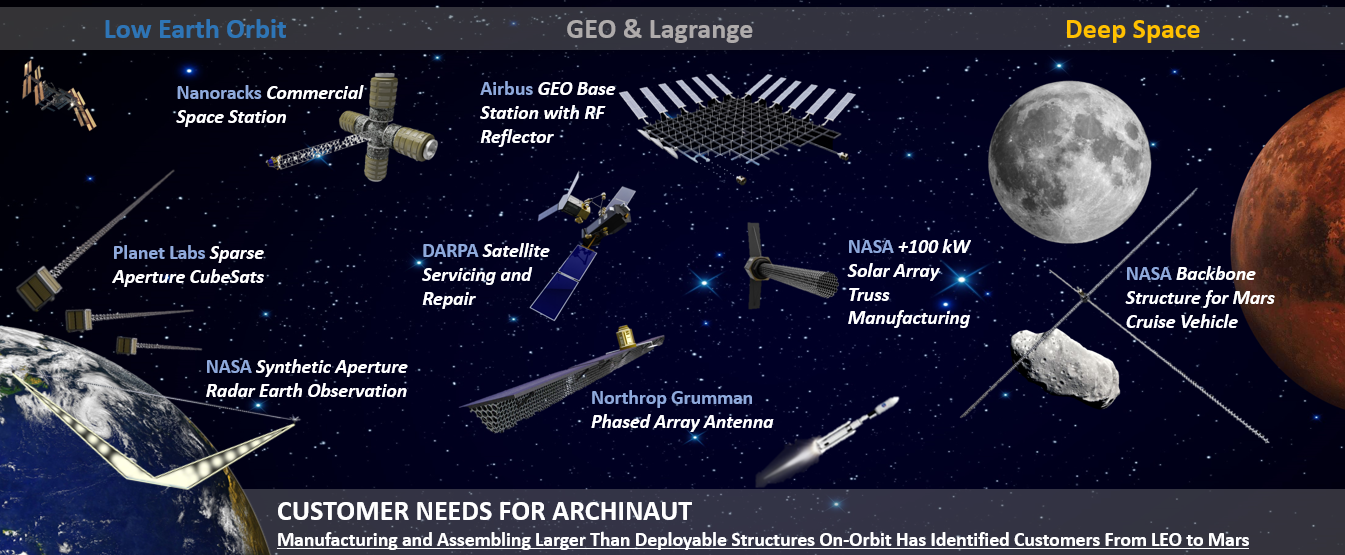 Low Earth Orbit
GEO & Lagrange
Deep Space
Nanoracks Commercial
Space Station
Airbus GEO Base
Station with RF
Reflector
Planet Labs Sparse
Aperture CubeSats
DARPA Satellite
Servicing and
Repair
NASA +100 kW
Solar Array
Truss
Manufacturing
NASA Backbone
Structure for Mars
Cruise Vehicle
NASA Synthetic Aperture
Radar Earth Observation
Northrop Grumman
Phased Array Antenna
CUSTOMER NEEDS FOR ARCHINAUT
Manufacturing and Assembling Larger Than Deployable Structures On-Orbit Has Identified Customers From LEO to Mars